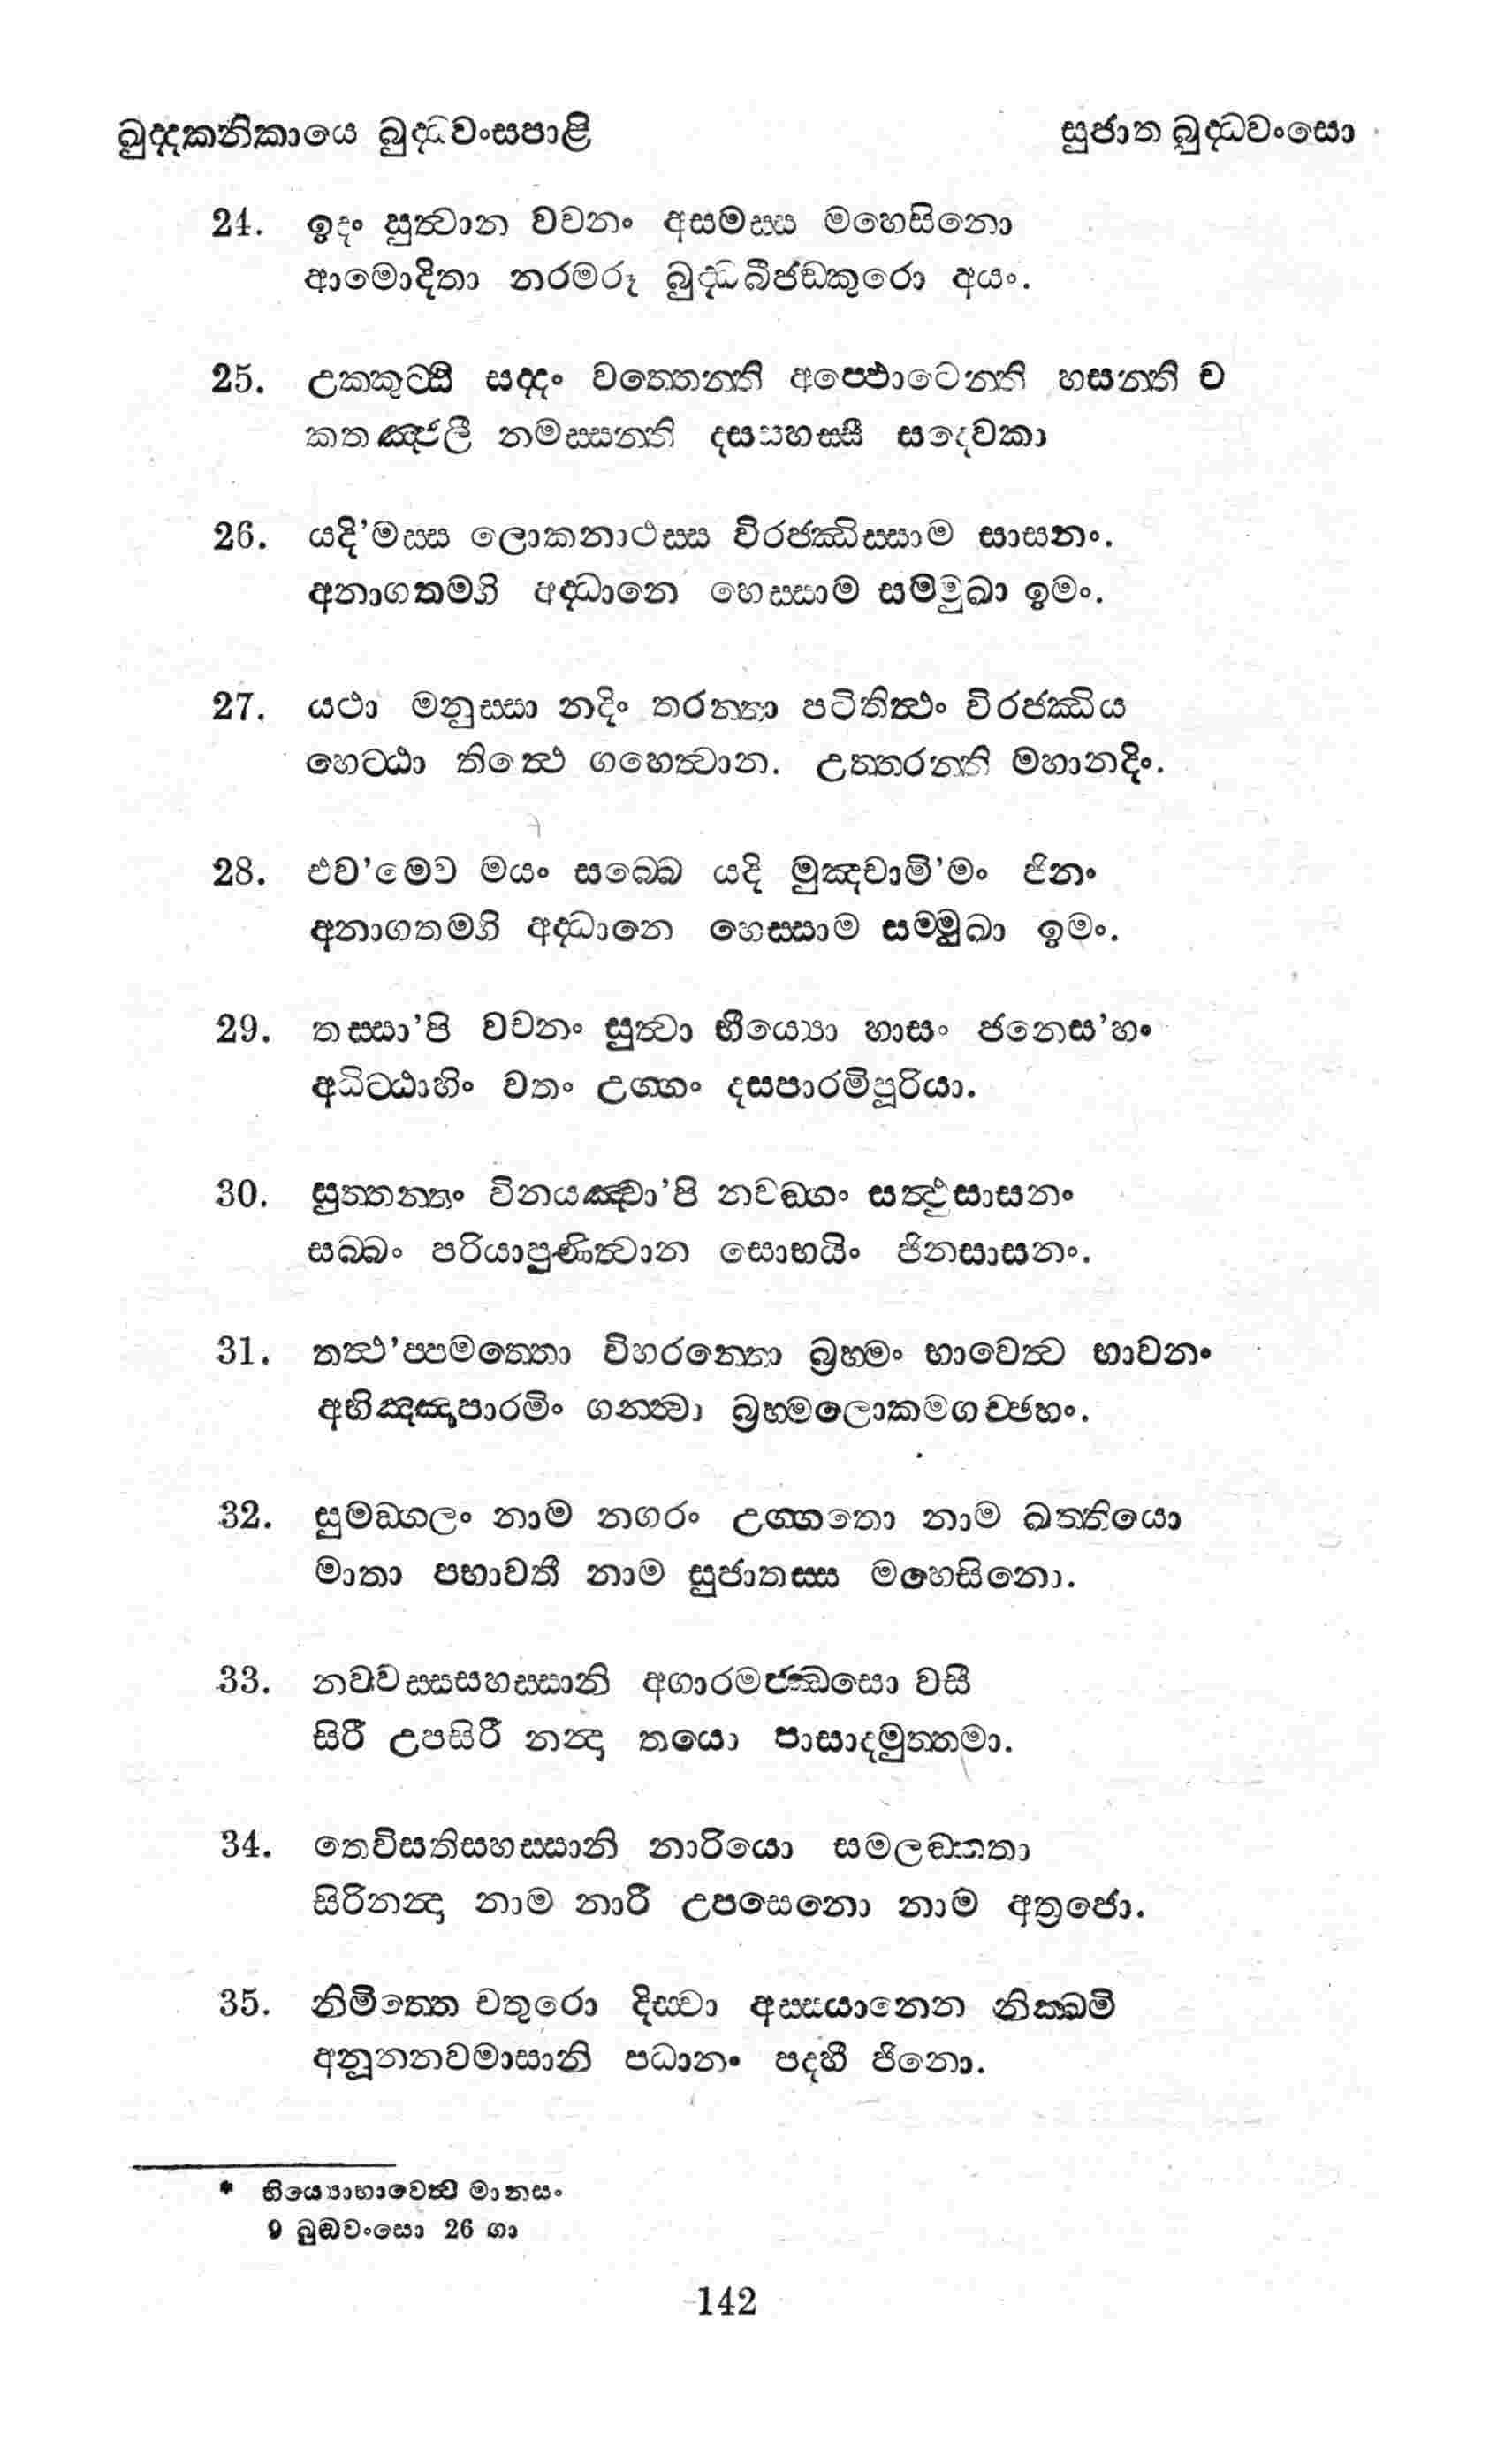 ඛුද්දකනිකායෙ බුද්ධවංසපාළි සුජාත බුද්ධවංසො
24. ඉදං සුත්වාන වචනං අසමස්ස මහෙසිනො
ආමොදිතා නරමරූ බුද්ධබීජඞ්කුරො අයං.
25. උක්කුට්ඨි සද්දං වත්තෙන්ති අප්ඵොටෙන්ති හසන්ති ච
කතඤ්ජලී නමස්සන්ති දසසහස්සී සදෙවකා
26. යදි'මස්ස ලොකනාථස්ස විරජ්ඣිස්සාම සාසනං.
අනාගතම්හි අද්ධානෙ හෙස්සාම සම්මුඛා ඉමං.
27. යථා මනුස්සා නදිං තරන්තා පටිතිත්ථං විරජ්ඣිය
හෙට්ඨා තිත්ථෙ ගහෙත්වාන. උත්තරන්ති මහානදිං.
28. එව'මෙව මයං සබ්බෙ යදි මුඤ්චාමි'මං ජිනං
අනාගතම්හි අද්ධානෙ හෙස්සාම සම්මුඛා ඉමං.
29. තස්සා'පි වචනං සුත්වා භීය්‍යො හාසං ජනෙස'හං
අධිට්ඨාහිං වතං උග්ගං දසපාරමිපූරියා.
30. සුත්තන්තං විනයඤ්චා'පි නවඞ්ගං සත්ථුසාසනං
සබ්බං පරියාපුණිත්වාන සොභයිං ජිනසාසනං.
31. තත්ථ'ප්පමත්තො විහරන්තො බ්‍රහ්මං භාවෙත්ව භාවනං
අභිඤ්ඤාපාරමිං ගන්ත්වා බ්‍රහ්මලොකමගච්ඡහං.
32. සුමඞ්ගලං නාම නගරං උග්ගතො නාම ඛත්තියො
මාතා පභාවතී නාම සුජාතස්ස මහෙසිනො.
33. නවවස්සසහස්සානි අගාරමජ්ඣසො වසී
සිරී උපසිරී නන්දා තයො පාසාදමුත්තමා.
34. තෙවීසතිසහස්සානි නාරියො සමලඞ්කතා
සිරිනන්දා නාම නාරී උපසෙනො නාම අත්‍රජො.
35. නිමිත්තෙ චතුරො දිස්වා අස්සයානෙන නික්ඛමි
අනූනනවමාසානි පධානං පදහී ජිනො.
* භිය්‍යොභාවෙත්ව මානසං
9 බුද්ධවංසො 26 ගා
142